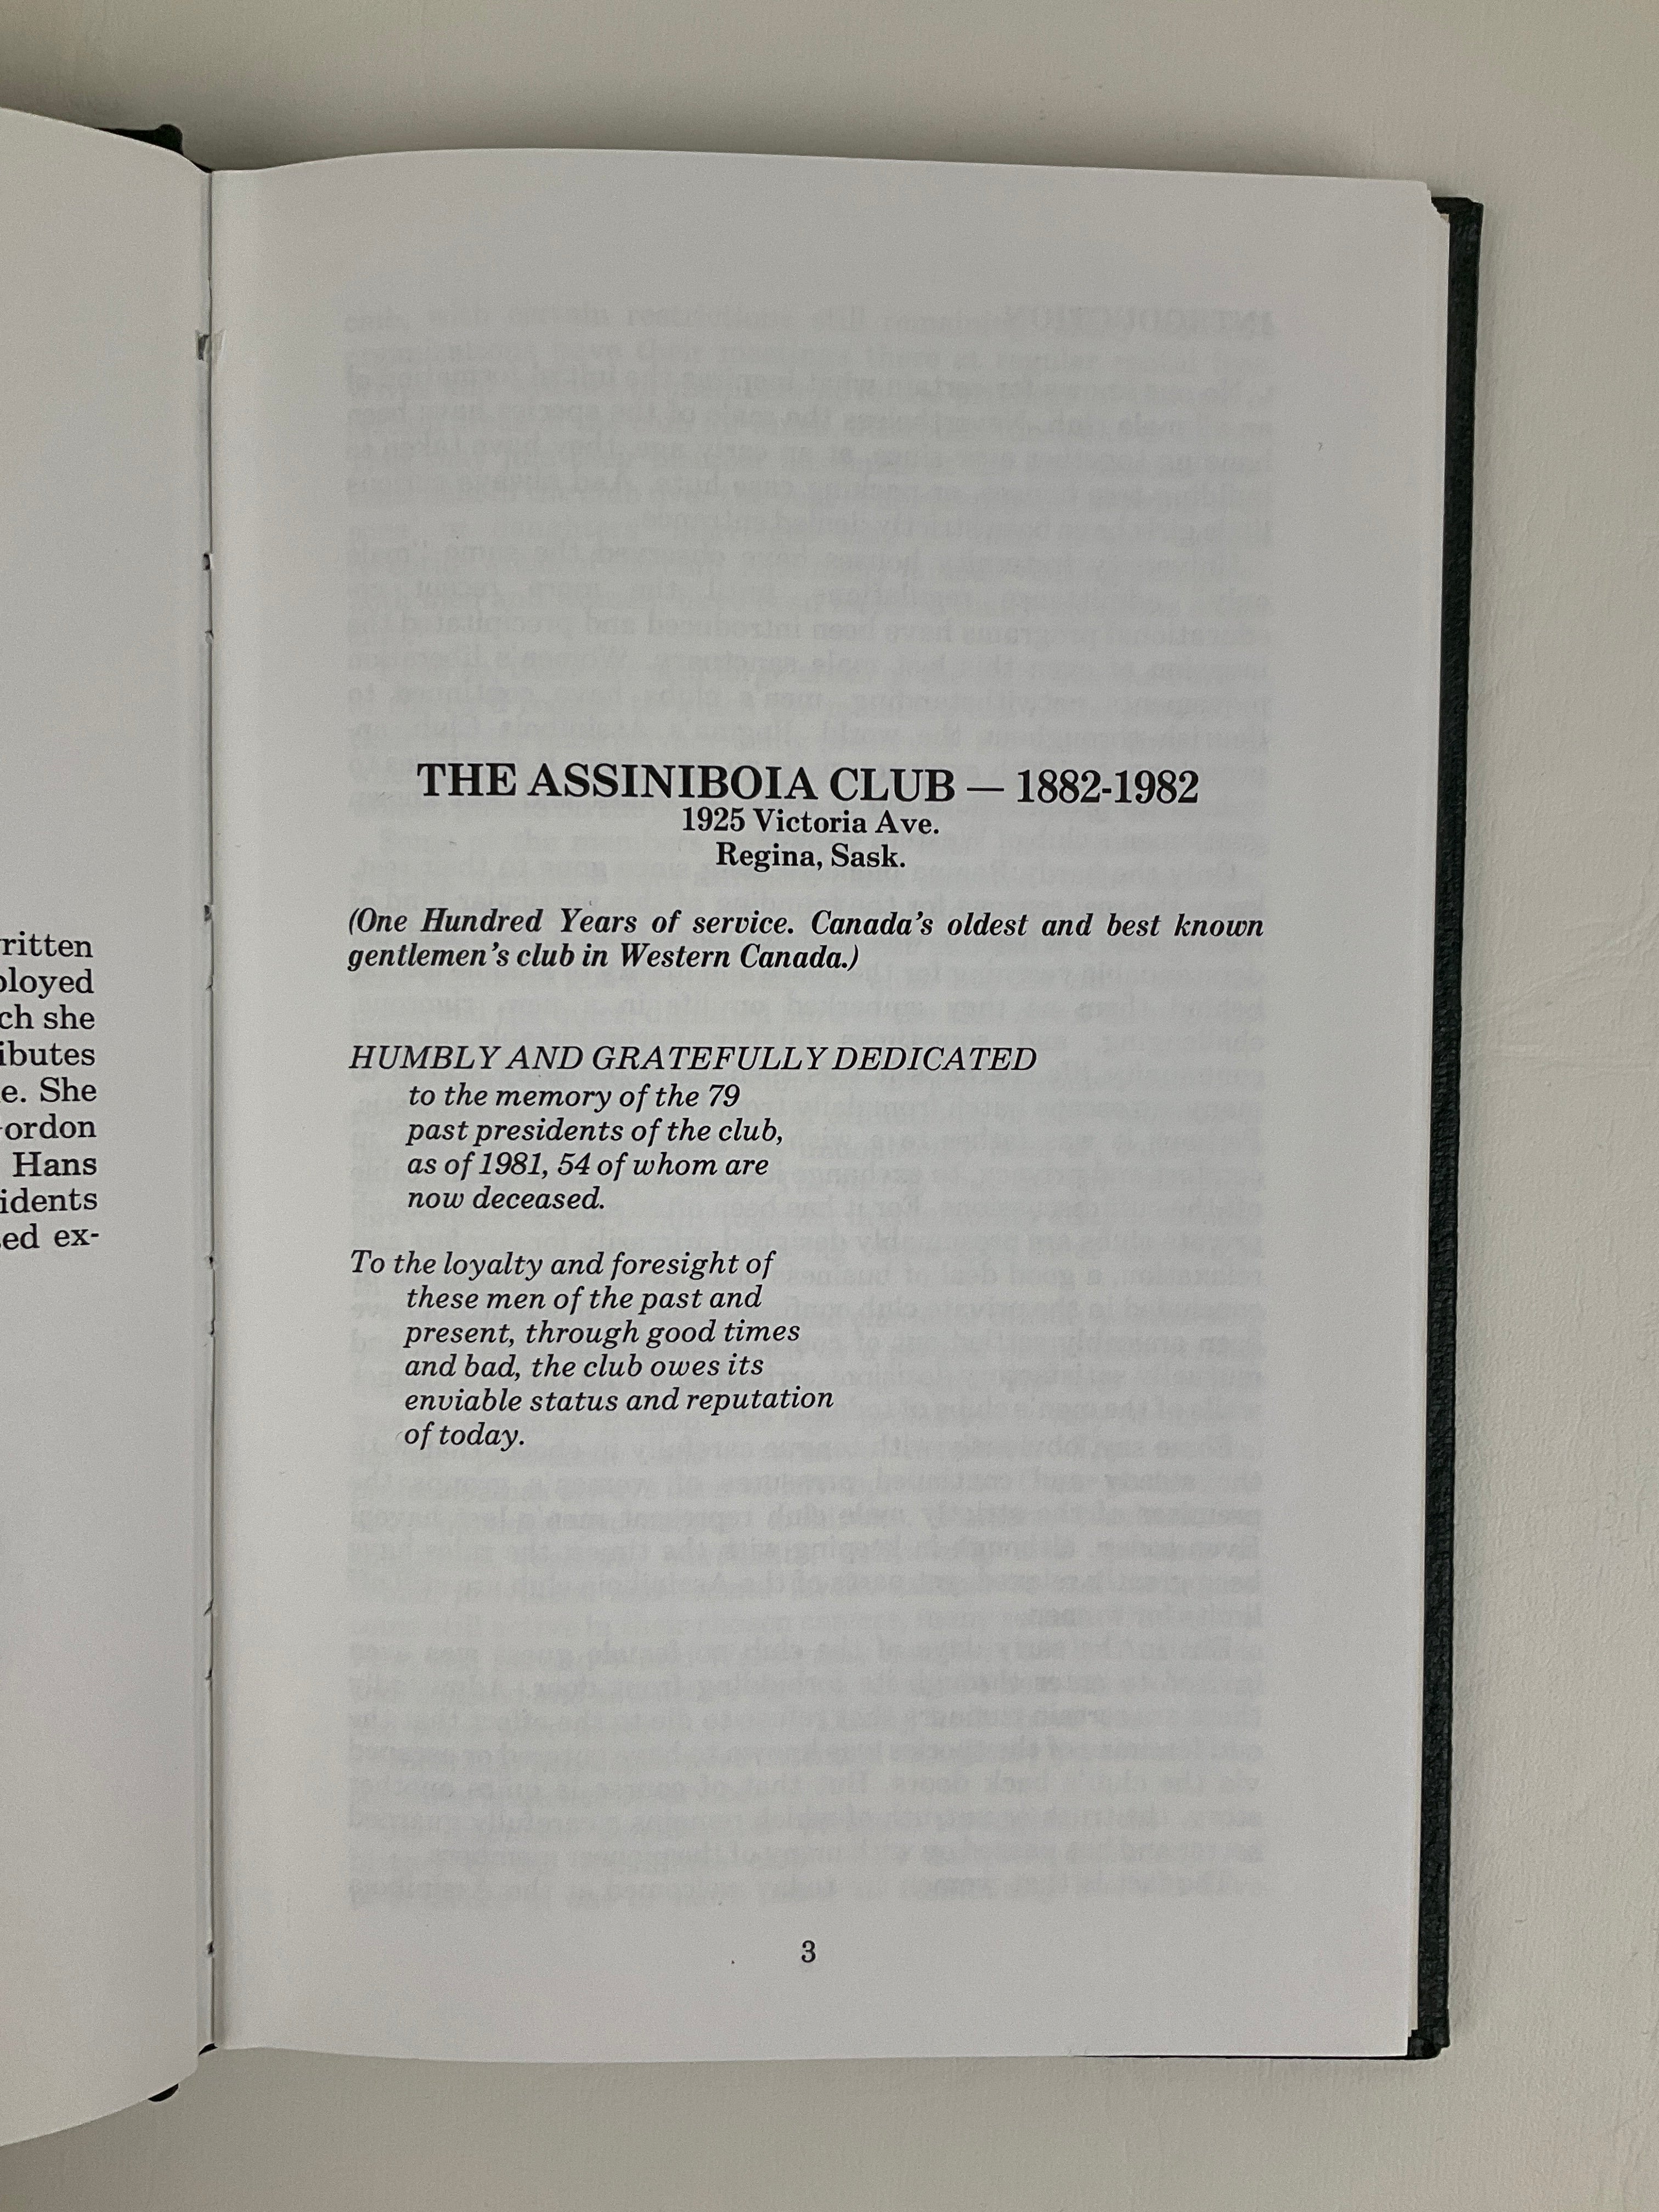 ritten
ployed
ch she
ibutes
e. She
ordon
Hans
idents
ed ex-
THE ASSINIBOIA CLUB — 1882-1982
1925 Victoria Ave.
Regina, Sask.
(One Hundred Years of service. Canada's oldest and best known
gentlemen's club in Western Canada.)
HUMBLY AND GRATEFULLY DEDICATED
to the memory of the 79
past presidents of the club,
as of 1981, 54 of whom are
now deceased.
To the loyalty and foresight of
these men of the past and
present, through good times
and bad, the club owes its
enviable status and reputation
of today.
3